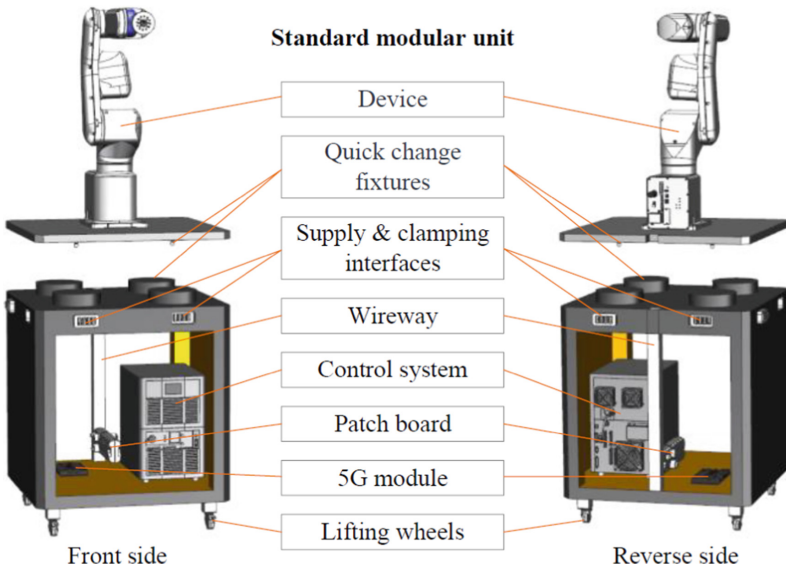 Standard modular unit
Device
Quick change
fixtures
Supply & clamping
interfaces
Wireway
Control system
Patch board
5G module
Lifting wheels
Front side
Reverse side